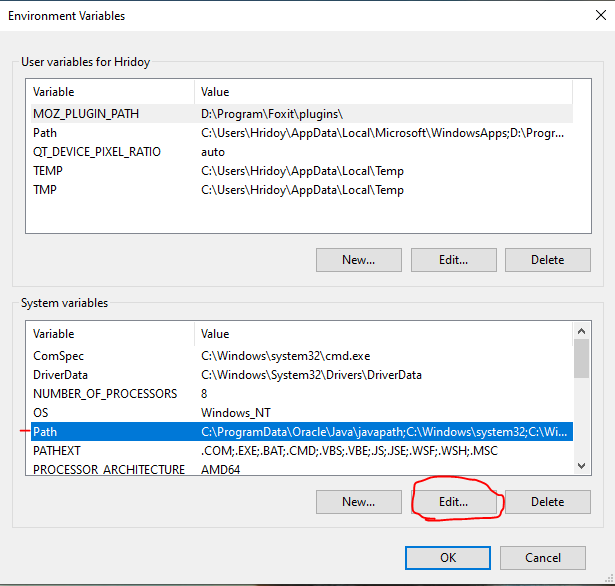 Environment Variables
User variables for Hridoy
Variable Value
MOZ_PLUGIN_PATH D:\Program\Foxit\plugins\
Path C:\Users\Hridoy\AppData\Local\Microsoft\WindowsApps;D:\Progr...
QT_DEVICE_PIXEL_RATIO auto
TEMP C:\Users\Hridoy\AppData\Local\Temp
TMP C:\Users\Hridoy\AppData\Local\Temp
New... Edit... Delete
System variables
Variable Value
ComSpec C:\Windows\system32\cmd.exe
DriverData C:\Windows\System32\Drivers\DriverData
NUMBER_OF_PROCESSORS 8
OS Windows_NT
Path C:\ProgramData\Oracle\Java\javapath;C:\Windows\system32;C:\Wi...
PATHEXT .COM;.EXE;.BAT;.CMD;.VBS;.VBE;.JS;.JSE;.WSF;.WSH;.MSC
PROCESSOR_ARCHITECTURE AMD64
New... Edit... Delete
OK Cancel